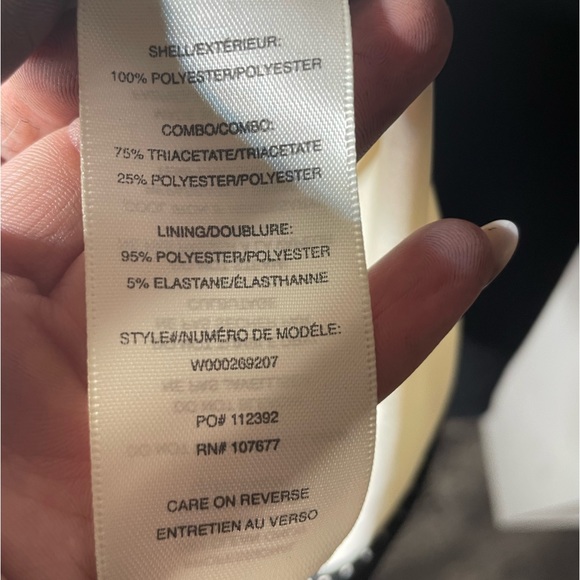 SHELL/EXTÉRIEUR:
100% POLYESTER/POLYESTER
COMBO/COMBO:
75% TRIACETATE/TRIACETATE
25% POLYESTER/POLYESTER
LINING/DOUBLURE:
95% POLYESTER/POLYESTER
5% ELASTANE/ÉLASTHANNE
STYLE#/NUMÉRO DE MODÉLE:
W000269207
PO# 112392
RN# 107677
CARE ON REVERSE
ENTRETIEN AU VERSO